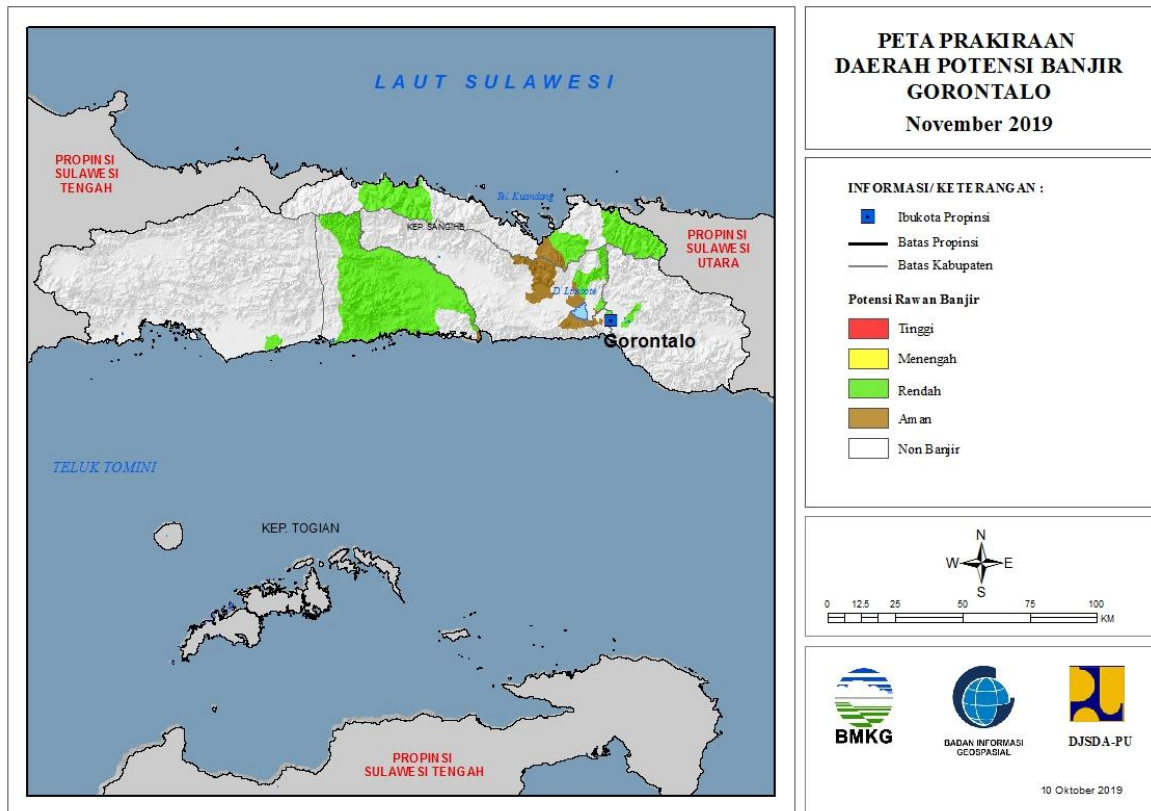 LAUT SULAWESI
PROPINSI
SULAWESI
TENGAH
Tel. Kuandang
KEP. SANGIHE
PROPINSI
SULAWESI
UTARA
D. Limboto
Gorontalo
TELUK TOMINI
KEP. TOGIAN
PROPINSI
SULAWESI TENGAH
PETA PRAKIRAAN
DAERAH POTENSI BANJIR
GORONTALO
November 2019
INFORMASI/ KETERANGAN :
Ibukota Propinsi
Batas Propinsi
Batas Kabupaten
Potensi Rawan Banjir
Tinggi
Menengah
Rendah
Aman
Non Banjir
N
W E
S
0 12.5 25 50 75 100
KM
BMKG
BADAN INFORMASI
GEOSPASIAL
DJSDA-PU
10 Oktober 2019